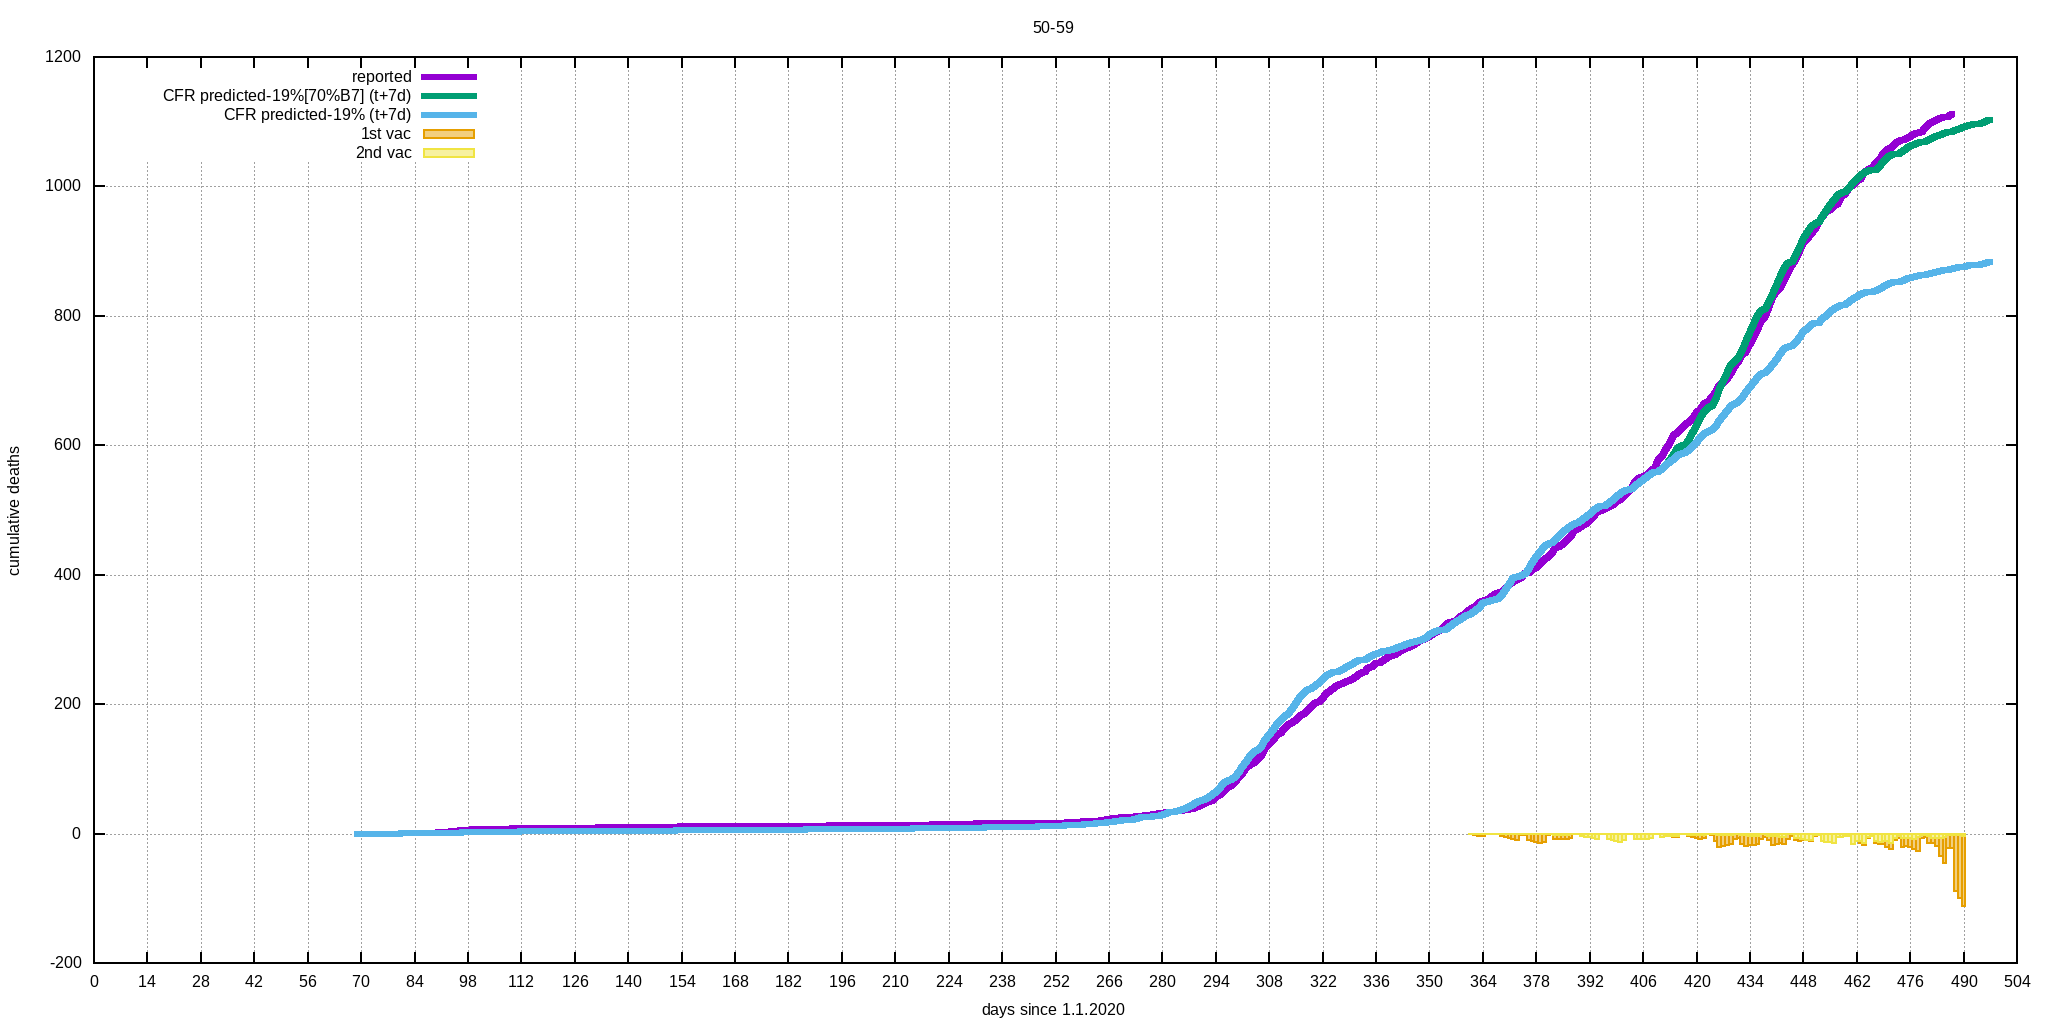 50-59
1200
1000
800
600
400
200
0
-200
cumulative deaths
reported
CFR predicted-19%[70%B7] (t+7d)
CFR predicted-19% (t+7d)
1st vac
2nd vac
0 14 28 42 56 70 84 98 112 126 140 154 168 182 196 210 224 238 252 266 280 294 308 322 336 350 364 378 392 406 420 434 448 462 476 490 504
days since 1.1.2020